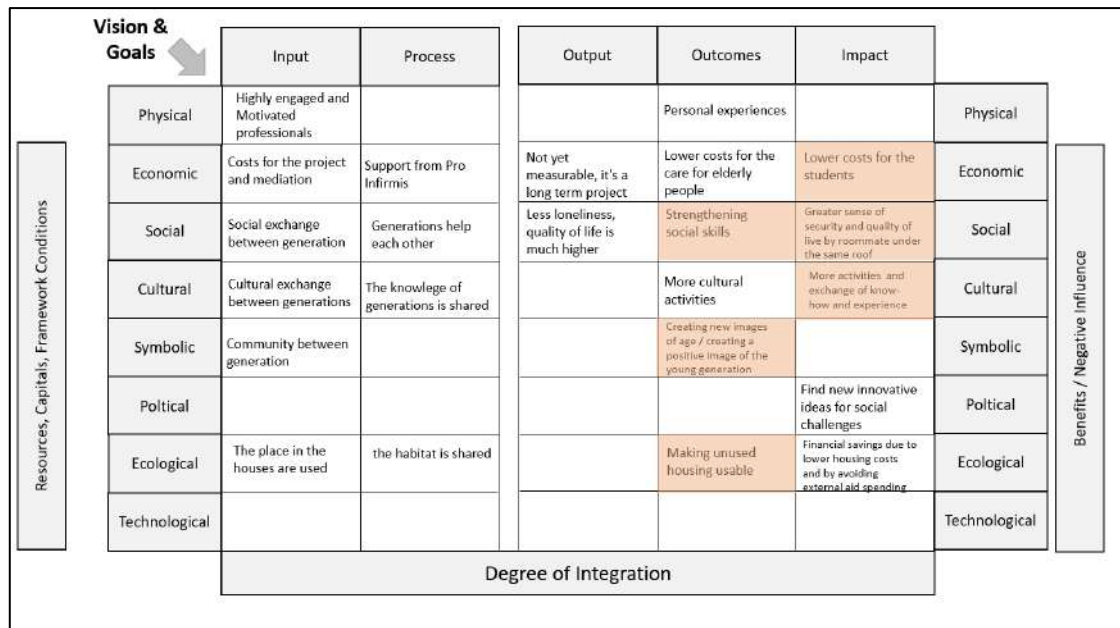 Vision &
Goals
Input
Process
Output
Outcomes
Impact
Physical
Highly engaged and
Motivated
professionals
Personal experiences
Physical
Economic
Costs for the project
and mediation
Support from Pro
Infirmis
Not yet
measurable, it's a
long term project
Lower costs for the
care for elderly
people
Lower costs for the
students
Economic
Social
Social exchange
between generation
Generations help
each other
Less loneliness,
quality of life is
much higher
Strengthening
social skills
Greater sense of
security and quality of
live by roommate under
the same roof
Social
Cultural
Cultural exchange
between generations
The knowlege of
generations is shared
More cultural
activities
More activities and
exchange of know-
how and experience
Cultural
Symbolic
Community between
generation
Creating new images
of age / creating a
positive image of the
young generation
Symbolic
Poltical
Find new innovative
ideas for social
challenges
Poltical
Ecological
The place in the
houses are used
the habitat is shared
Making unused
housing usable
Financial savings due to
lower housing costs
and by avoiding
external aid spending
Ecological
Technological
Technological
Resources, Capitals, Framework Conditions
Benefits / Negative Influence
Degree of Integration